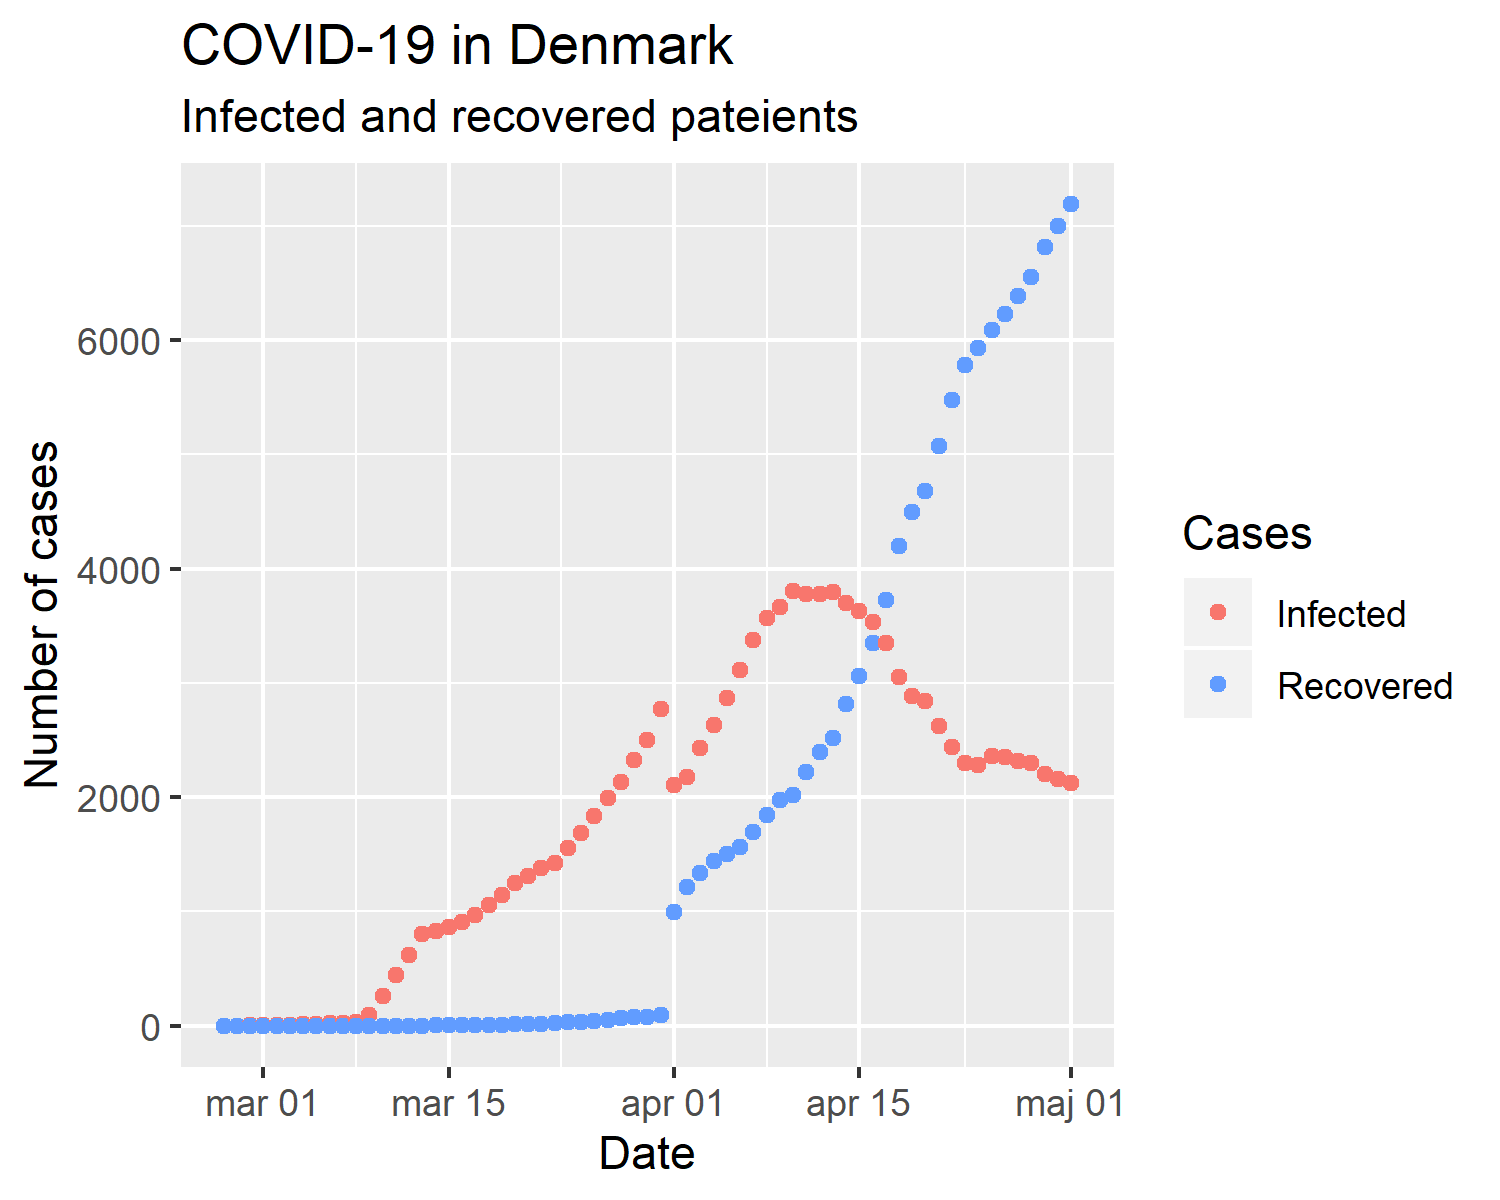 COVID-19 in Denmark
Infected and recovered pateients
Number of cases
6000
4000
2000
0
mar 01
mar 15
apr 01
apr 15
maj 01
Date
Cases
Infected
Recovered